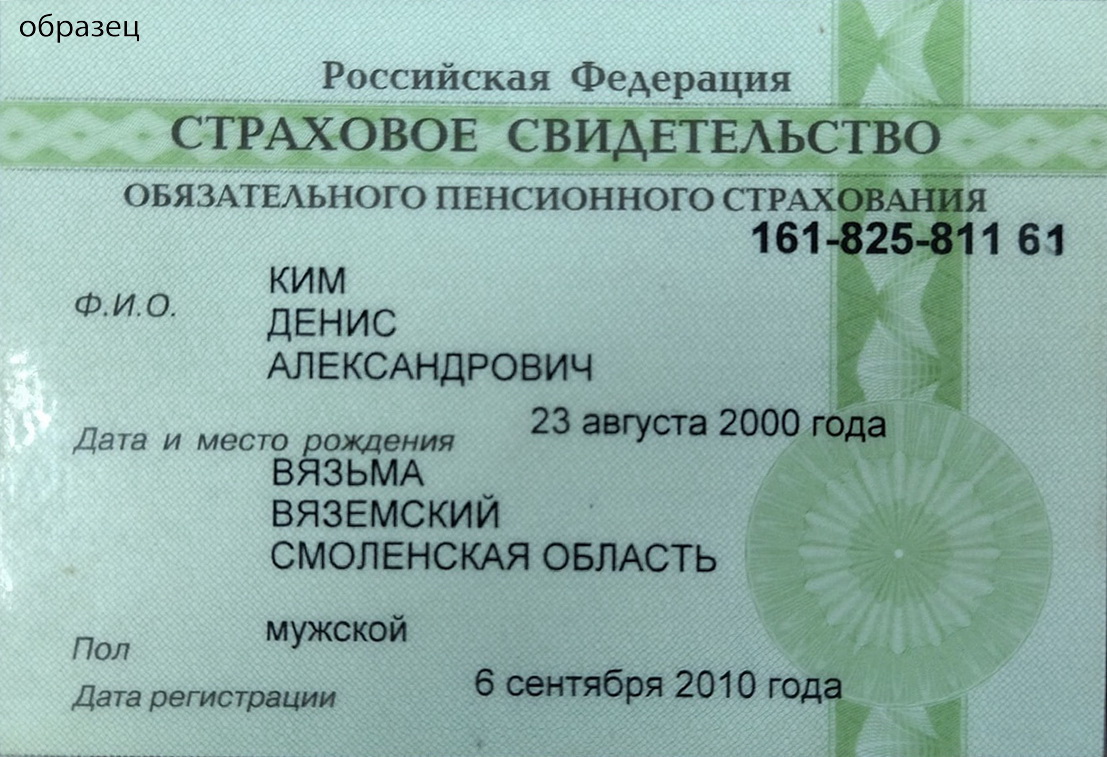 образец
Российская Федерация
СТРАХОВОЕ СВИДЕТЕЛЬСТВО
ОБЯЗАТЕЛЬНОГО ПЕНСИОННОГО СТРАХОВАНИЯ
161-825-811 61
Ф.И.О. КИМ
ДЕНИС
АЛЕКСАНДРОВИЧ
Дата и место рождения 23 августа 2000 года
ВЯЗЬМА
ВЯЗЕМСКИЙ
СМОЛЕНСКАЯ ОБЛАСТЬ
Пол мужской
Дата регистрации 6 сентября 2010 года